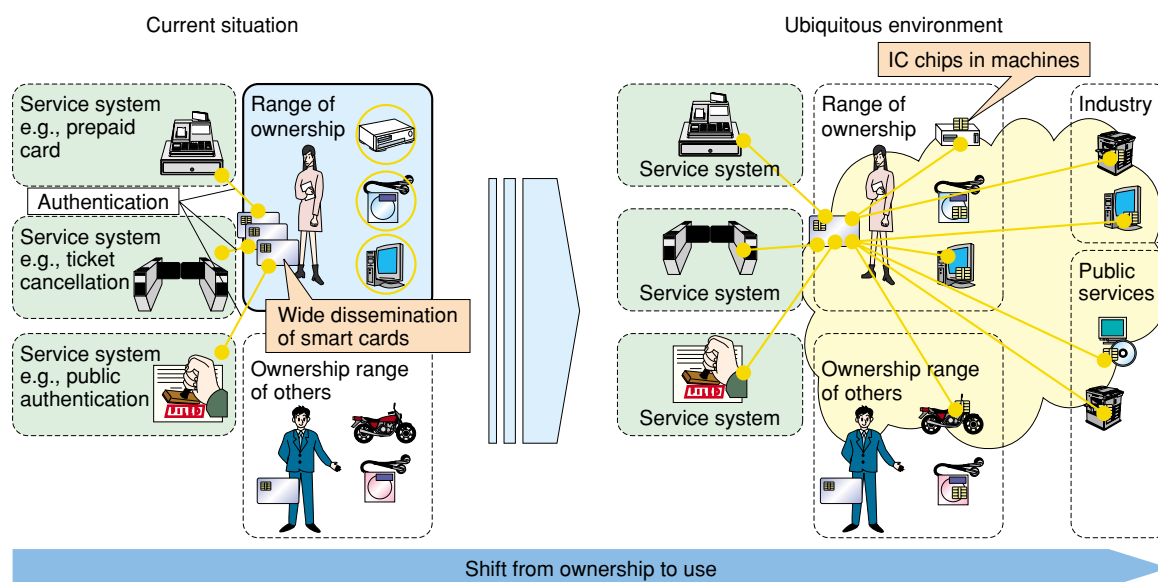 Current situation
Service system
e.g., prepaid
card
Range of
ownership
Authentication
Service system
e.g., ticket
cancellation
Wide dissemination
of smart cards
Service system
e.g., public
authentication
Ownership range
of others
Ubiquitous environment
IC chips in machines
Service system
Range of
ownership
Industry
Service system
Public
services
Service system
Ownership range
of others
Shift from ownership to use